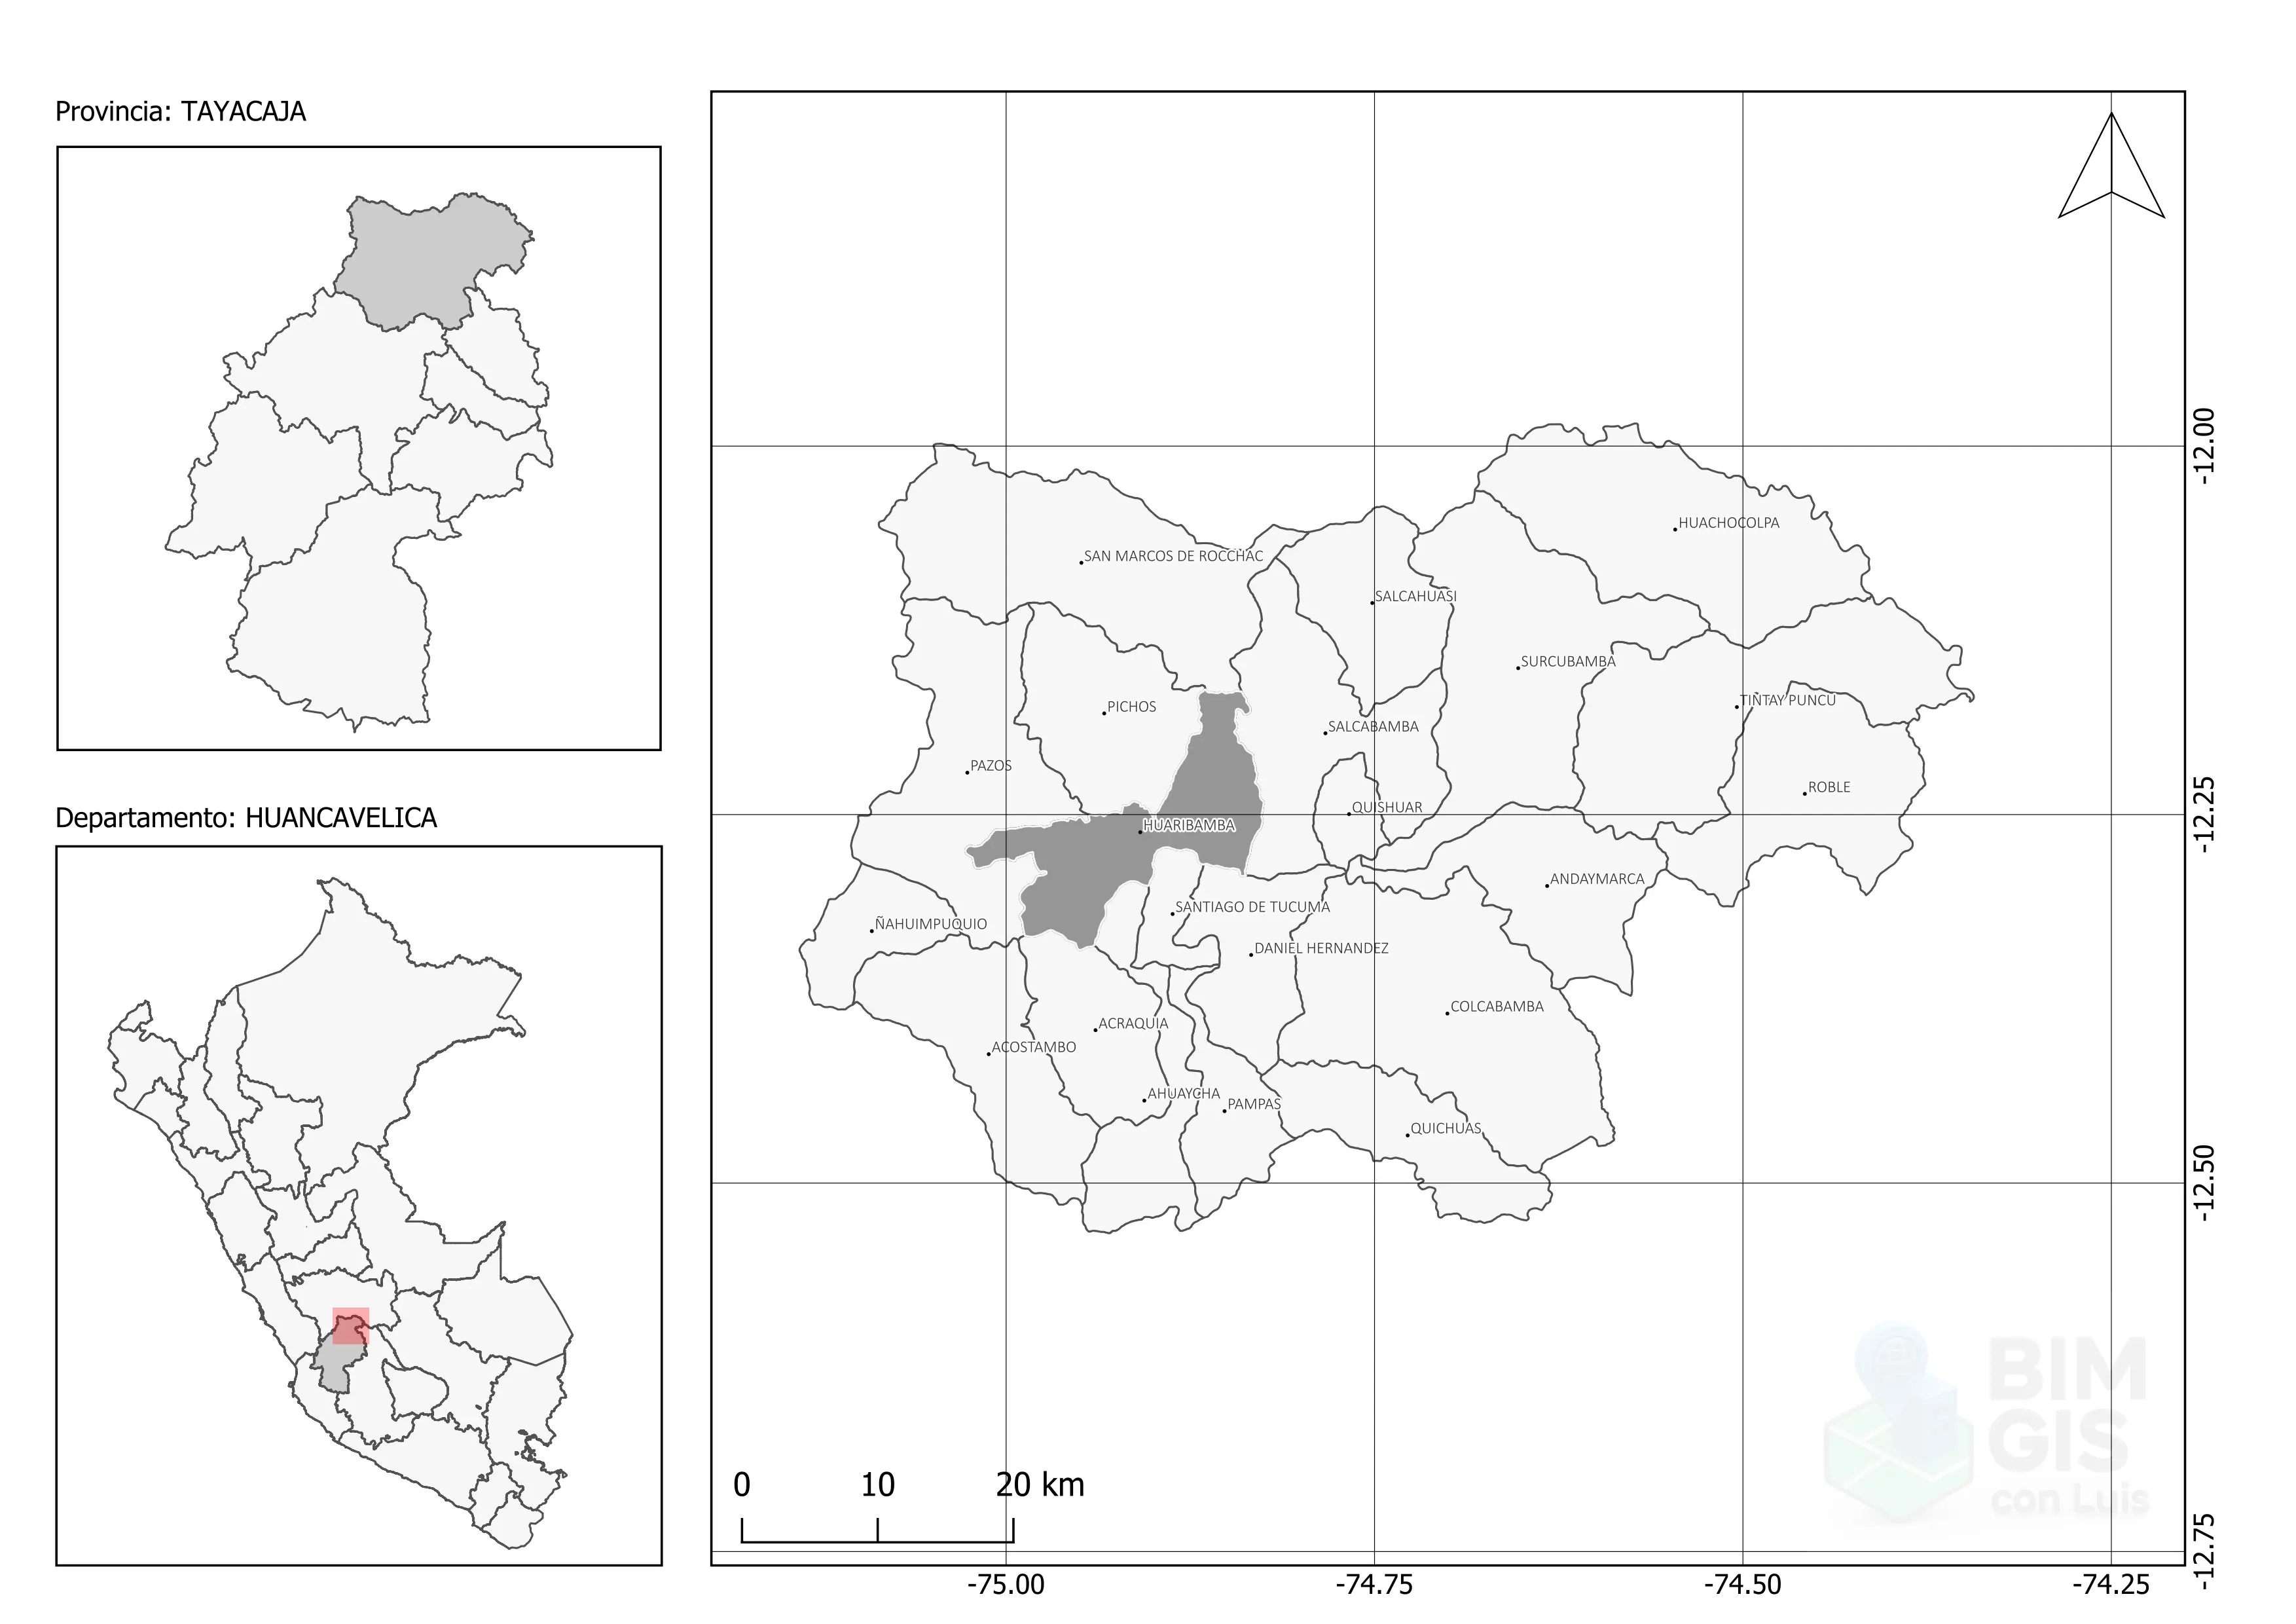 Provincia: TAYACAJA
Departamento: HUANCAVELICA
HUACHOCOLPA
SAN MARCOS DE ROCCHAC
SALCAHUASI
SURCUBAMBA
TINTAY PUNCU
PICHOS
SALCABAMBA
PAZOS
ROBLE
QUISHUAR
HUARIBAMBA
ANDAYMARCA
SANTIAGO DE TUCUMA
ÑAHUIMPUQUIO
DANIEL HERNANDEZ
COLCABAMBA
ACRAQUIA
ACOSTAMBO
AHUAYCHA
PAMPAS
QUICHUAS
-12.00
-12.25
-12.50
-12.75
BIM
GIS
con Luis
0 10 20 km
-75.00 -74.75 -74.50 -74.25